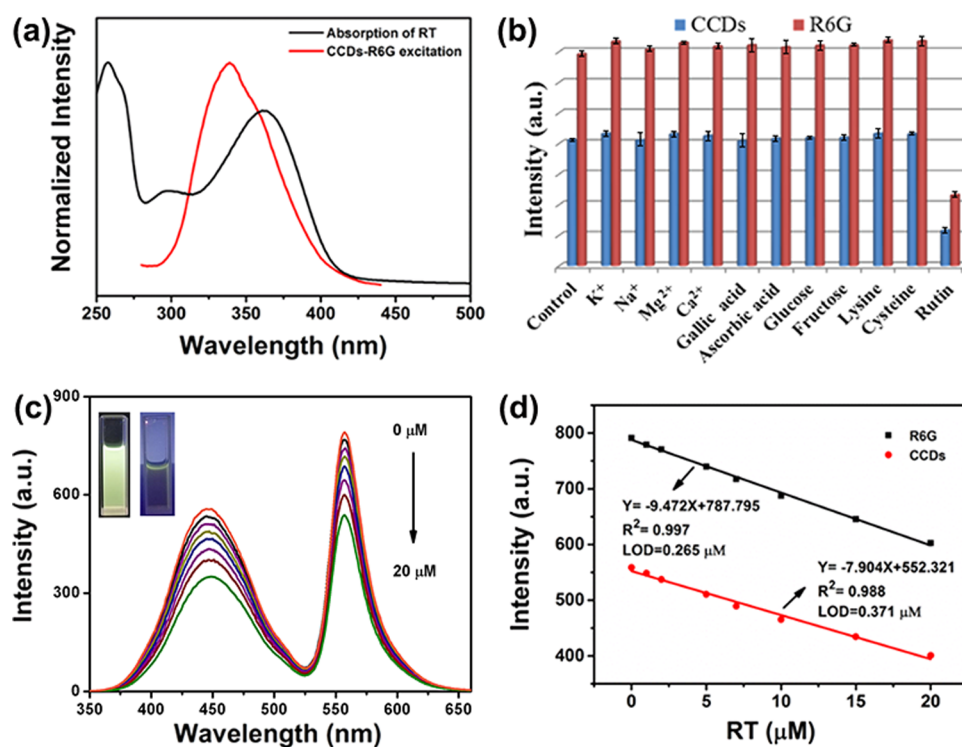 (a)
Absorption of RT
CCDs-R6G excitation
Normalized Intensity
250 300 350 400 450 500
Wavelength (nm)
(b)
CCDs R6G
Intensity (a.u.)
Control
K⁺
Na⁺
Mg²⁺
Ca²⁺
Gallic acid
Ascorbic acid
Glucose
Fructose
Lysine
Cysteine
Rutin
(c)
900
600
300
0
Intensity (a.u.)
0 μM
20 μM
350 400 450 500 550 600 650
Wavelength (nm)
(d)
800
700
600
500
400
Intensity (a.u.)
R6G
CCDs
Y= -9.472X+787.795
R²= 0.997
LOD=0.265 μM
Y= -7.904X+552.321
R²= 0.988
LOD=0.371 μM
0 5 10 15 20
RT (μM)